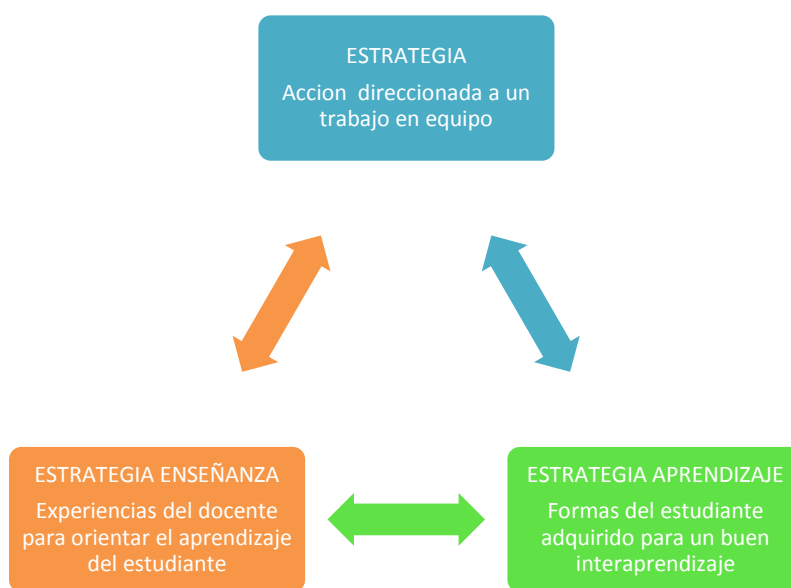 ESTRATEGIA
Accion direccionada a un
trabajo en equipo
ESTRATEGIA ENSEÑANZA
Experiencias del docente
para orientar el aprendizaje
del estudiante
ESTRATEGIA APRENDIZAJE
Formas del estudiante
adquirido para un buen
interaprendizaje